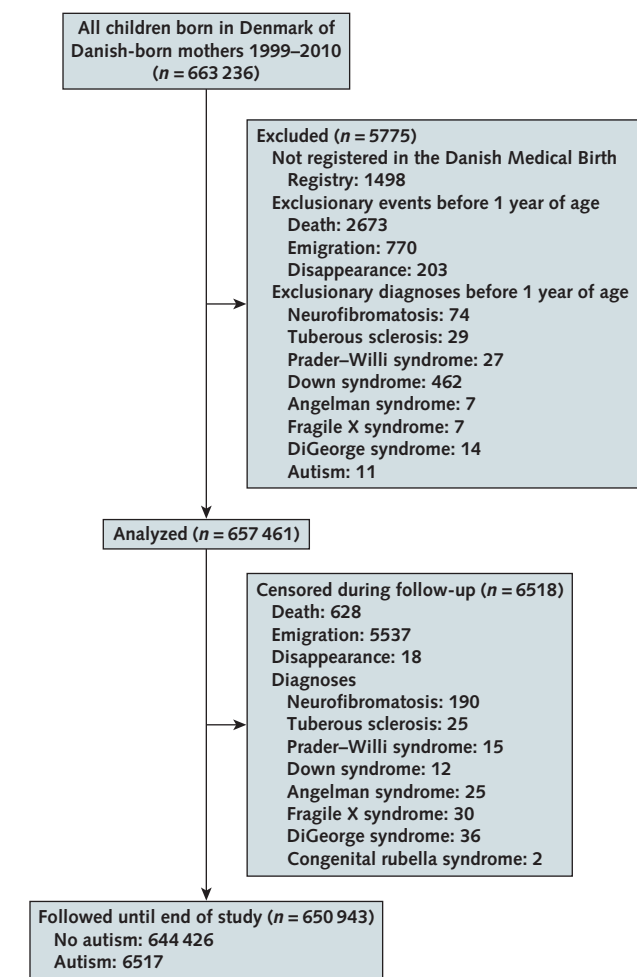 All children born in Denmark of
Danish-born mothers 1999–2010
(n = 663 236)
Excluded (n = 5775)
Not registered in the Danish Medical Birth
Registry: 1498
Exclusionary events before 1 year of age
Death: 2673
Emigration: 770
Disappearance: 203
Exclusionary diagnoses before 1 year of age
Neurofibromatosis: 74
Tuberous sclerosis: 29
Prader–Willi syndrome: 27
Down syndrome: 462
Angelman syndrome: 7
Fragile X syndrome: 7
DiGeorge syndrome: 14
Autism: 11
Analyzed (n = 657 461)
Censored during follow-up (n = 6518)
Death: 628
Emigration: 5537
Disappearance: 18
Diagnoses
Neurofibromatosis: 190
Tuberous sclerosis: 25
Prader–Willi syndrome: 15
Down syndrome: 12
Angelman syndrome: 25
Fragile X syndrome: 30
DiGeorge syndrome: 36
Congenital rubella syndrome: 2
Followed until end of study (n = 650 943)
No autism: 644 426
Autism: 6517